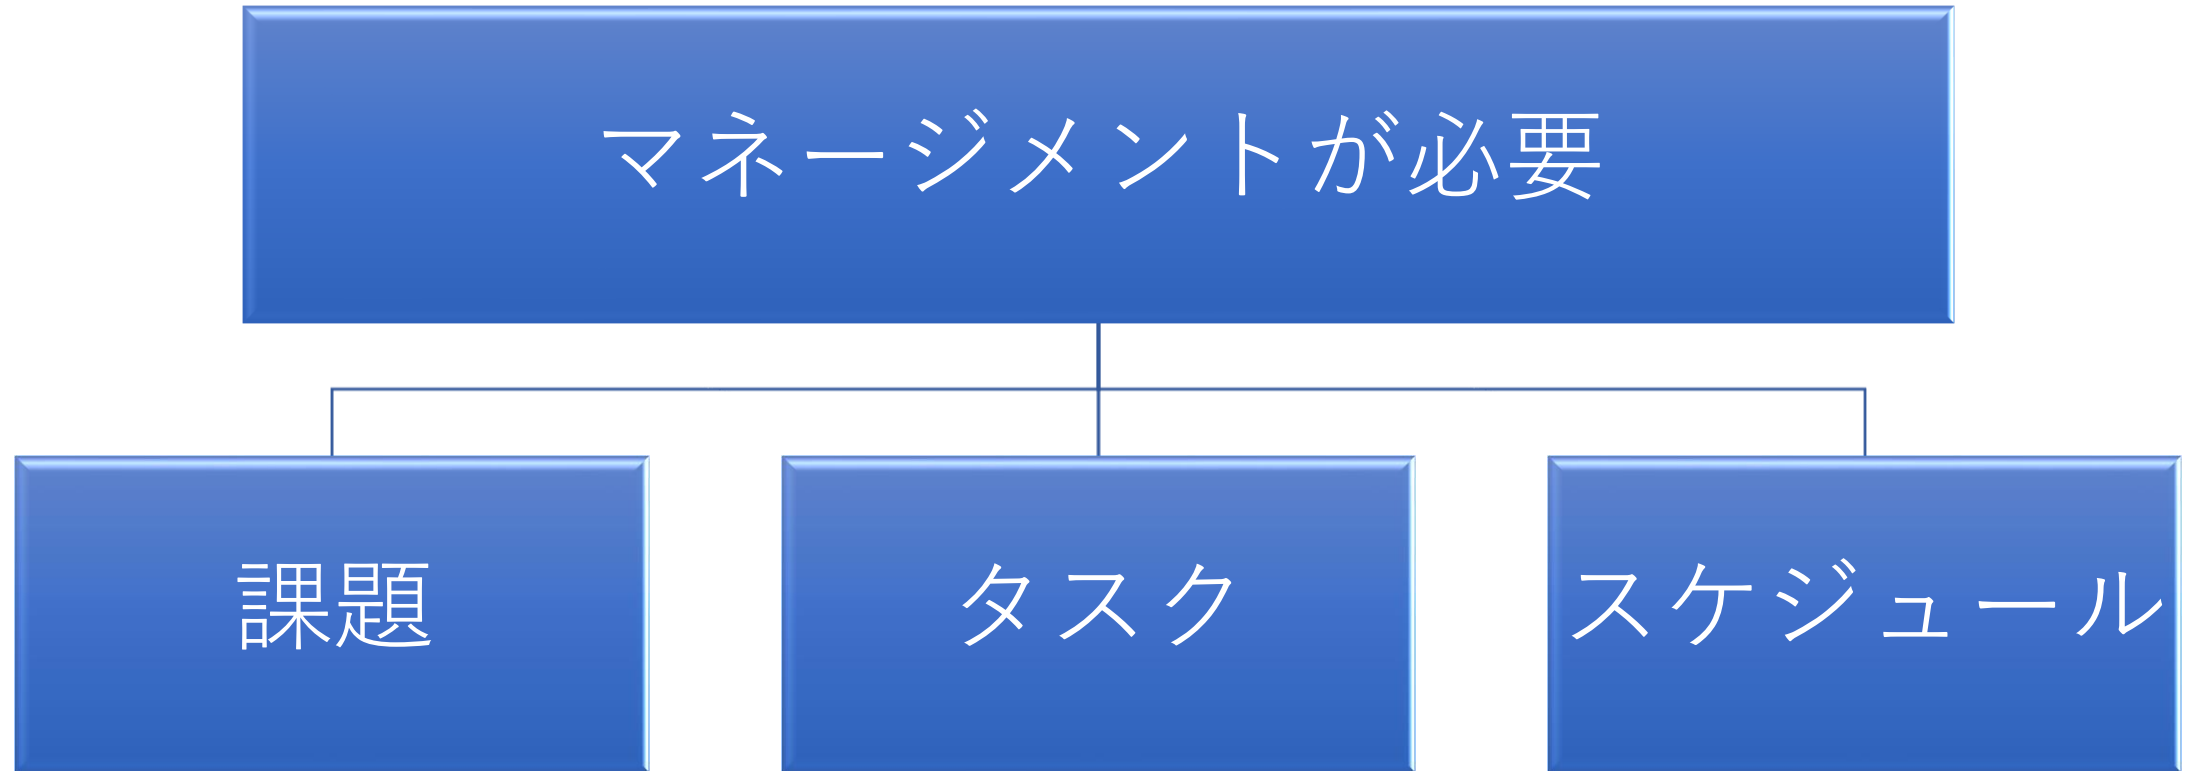 マネージメントが必要
課題
タスク
スケジュール